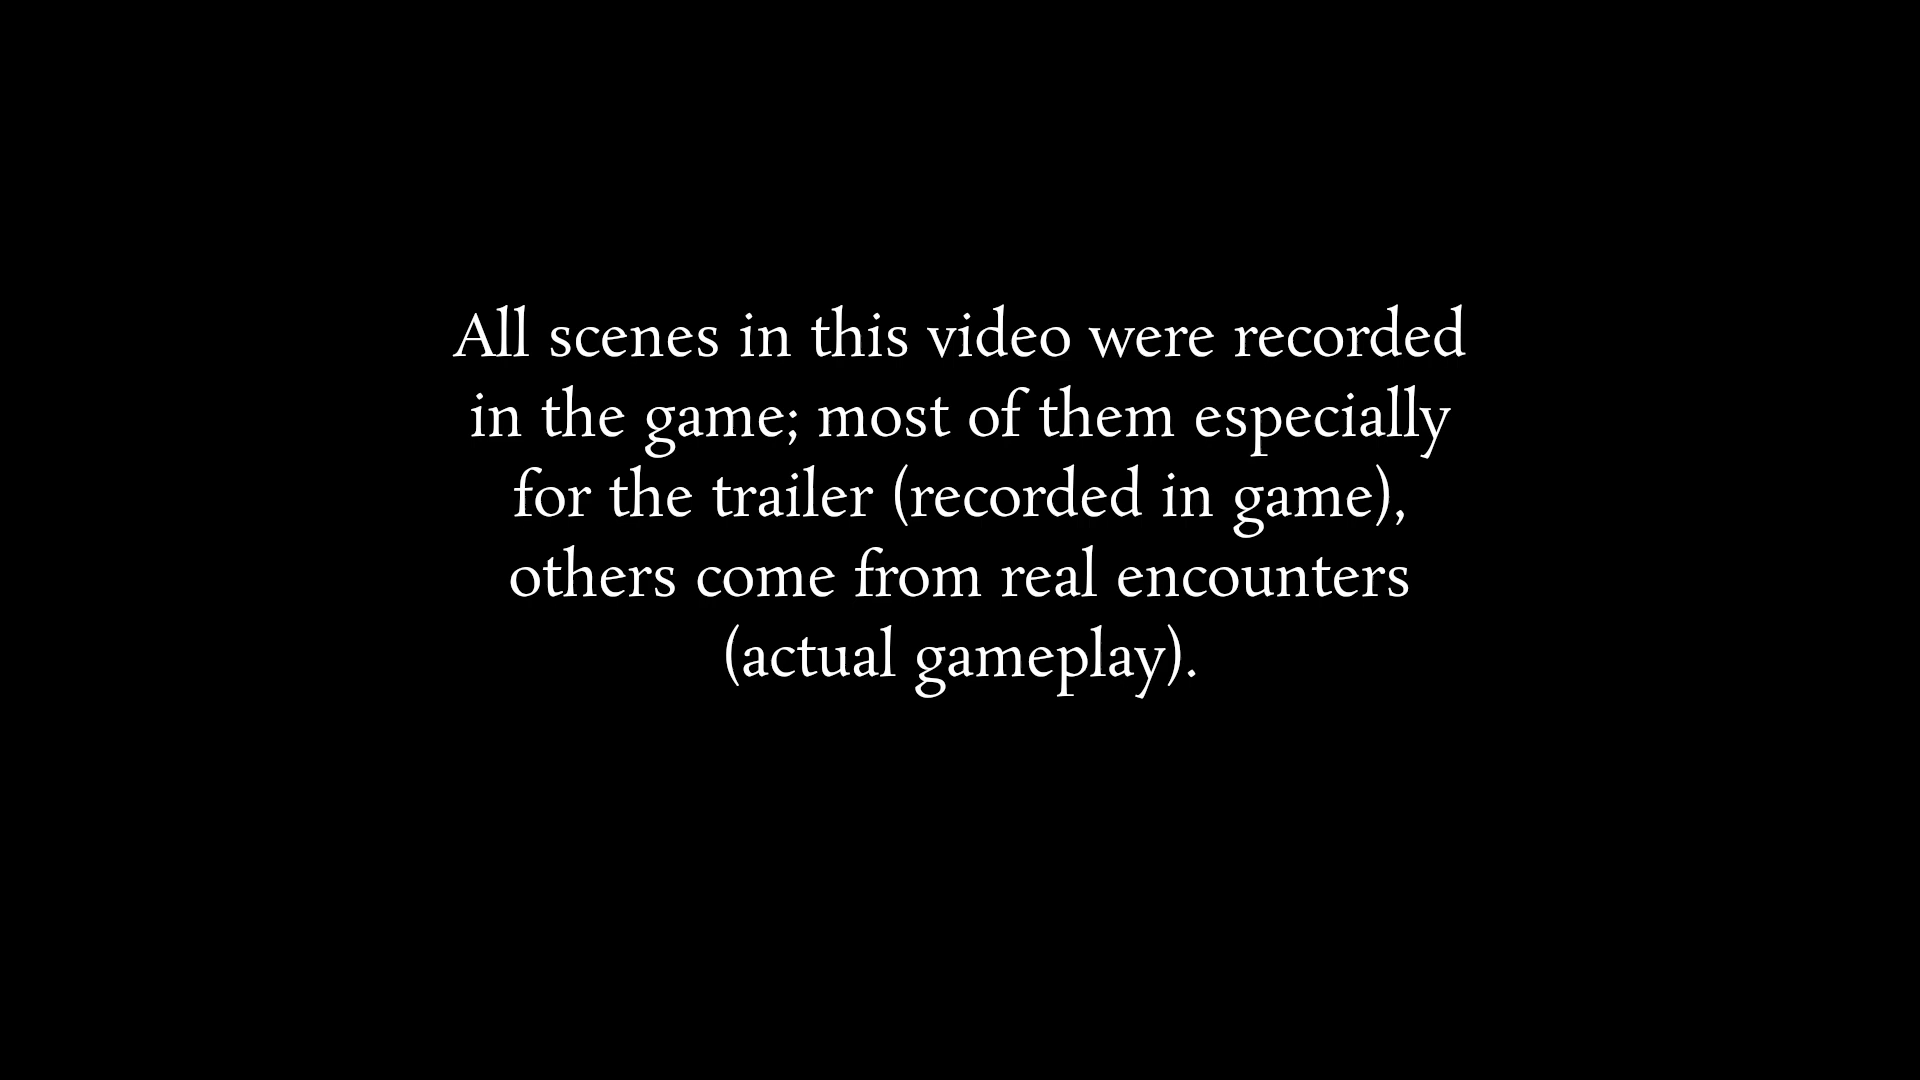 All scenes in this video were recorded
in the game; most of them especially
for the trailer (recorded in game),
others come from real encounters
(actual gameplay).